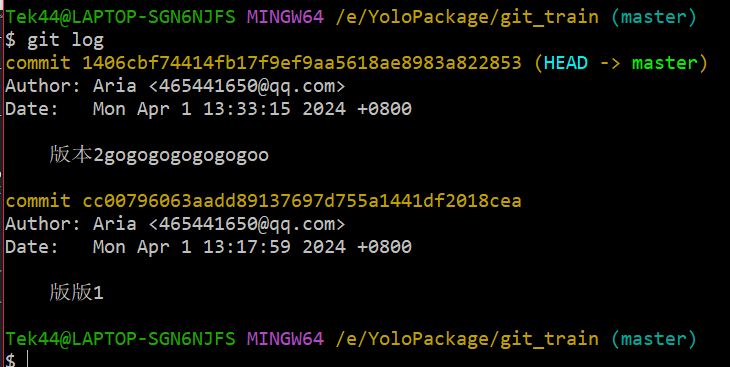 Tek44@LAPTOP-SGN6NJFS MINGW64 /e/YoloPackage/git_train (master)
$ git log
commit 1406cbf74414fb17f9ef9aa5618ae8983a822853 (HEAD -> master)
Author: Aria <465441650@qq.com>
Date:   Mon Apr 1 13:33:15 2024 +0800
版本2gogogogogogogoo
commit cc00796063aadd89137697d755a1441df2018cea
Author: Aria <465441650@qq.com>
Date:   Mon Apr 1 13:17:59 2024 +0800
版版1
Tek44@LAPTOP-SGN6NJFS MINGW64 /e/YoloPackage/git_train (master)
$